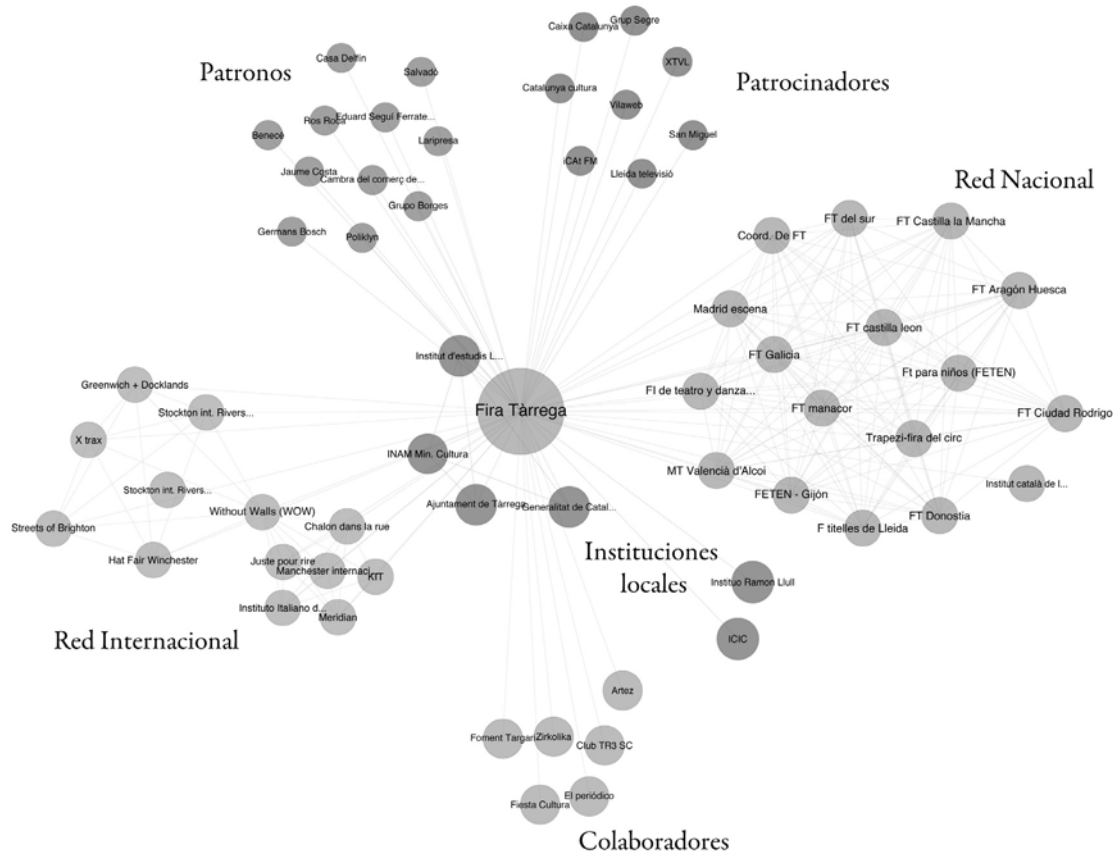 Caixa Catalunya
Grup Segre
Casa Delfín
Patronos
Salvadó
XTVL
Patrocinadores
Catalunya cultura
Vilaweb
Ros Roca
Eduard Seguí Ferrate...
Benecé
Laripresa
San Miguel
iCAt FM
Lleida televisió
Jaume Costa
Cambra del comerç de...
Red Nacional
Grupo Borges
Germans Bosch
Poliklyn
FT del sur
FT Castilla la Mancha
Coord. De FT
FT Aragón Huesca
Madrid escena
FT castilla leon
Institut d'estudis L...
FT Galicia
Ft para niños (FETEN)
Greenwich + Docklands
FI de teatro y danza...
Stockton int. Rivers...
Fira Tàrrega
FT manacor
FT Ciudad Rodrigo
X trax
Trapezi-fira del circ
INAM Min. Cultura
MT Valencià d'Alcoi
Institut català de l...
Stockton int. Rivers...
FETEN - Gijón
Ajuntament de Tàrrega
Generalitat de Catal...
Without Walls (WOW)
FT Donostia
Streets of Brighton
Chalon dans la rue
F titelles de Lleida
Hat Fair Winchester
Juste pour rire
Manchester internaci...
KIT
Instituciones
locales
Instituo Ramon Llull
Instituto Italiano d...
Meridian
Red Internacional
ICIC
Artez
Foment Targari
Zirkolika
Club TR3 SC
Fiesta Cultura
El periódico
Colaboradores